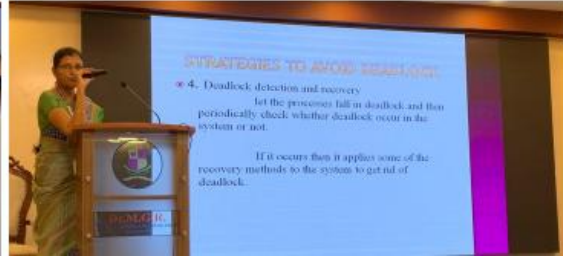 STRATEGIES TO AVOID DEADLOCK
4. Deadlock detection and recovery
let the processes fall in deadlock and then
periodically check whether deadlock occur in the
system or not.
If it occurs then it applies some of the
recovery methods to the system to get rid of
deadlock.
Dr.M.G.R.